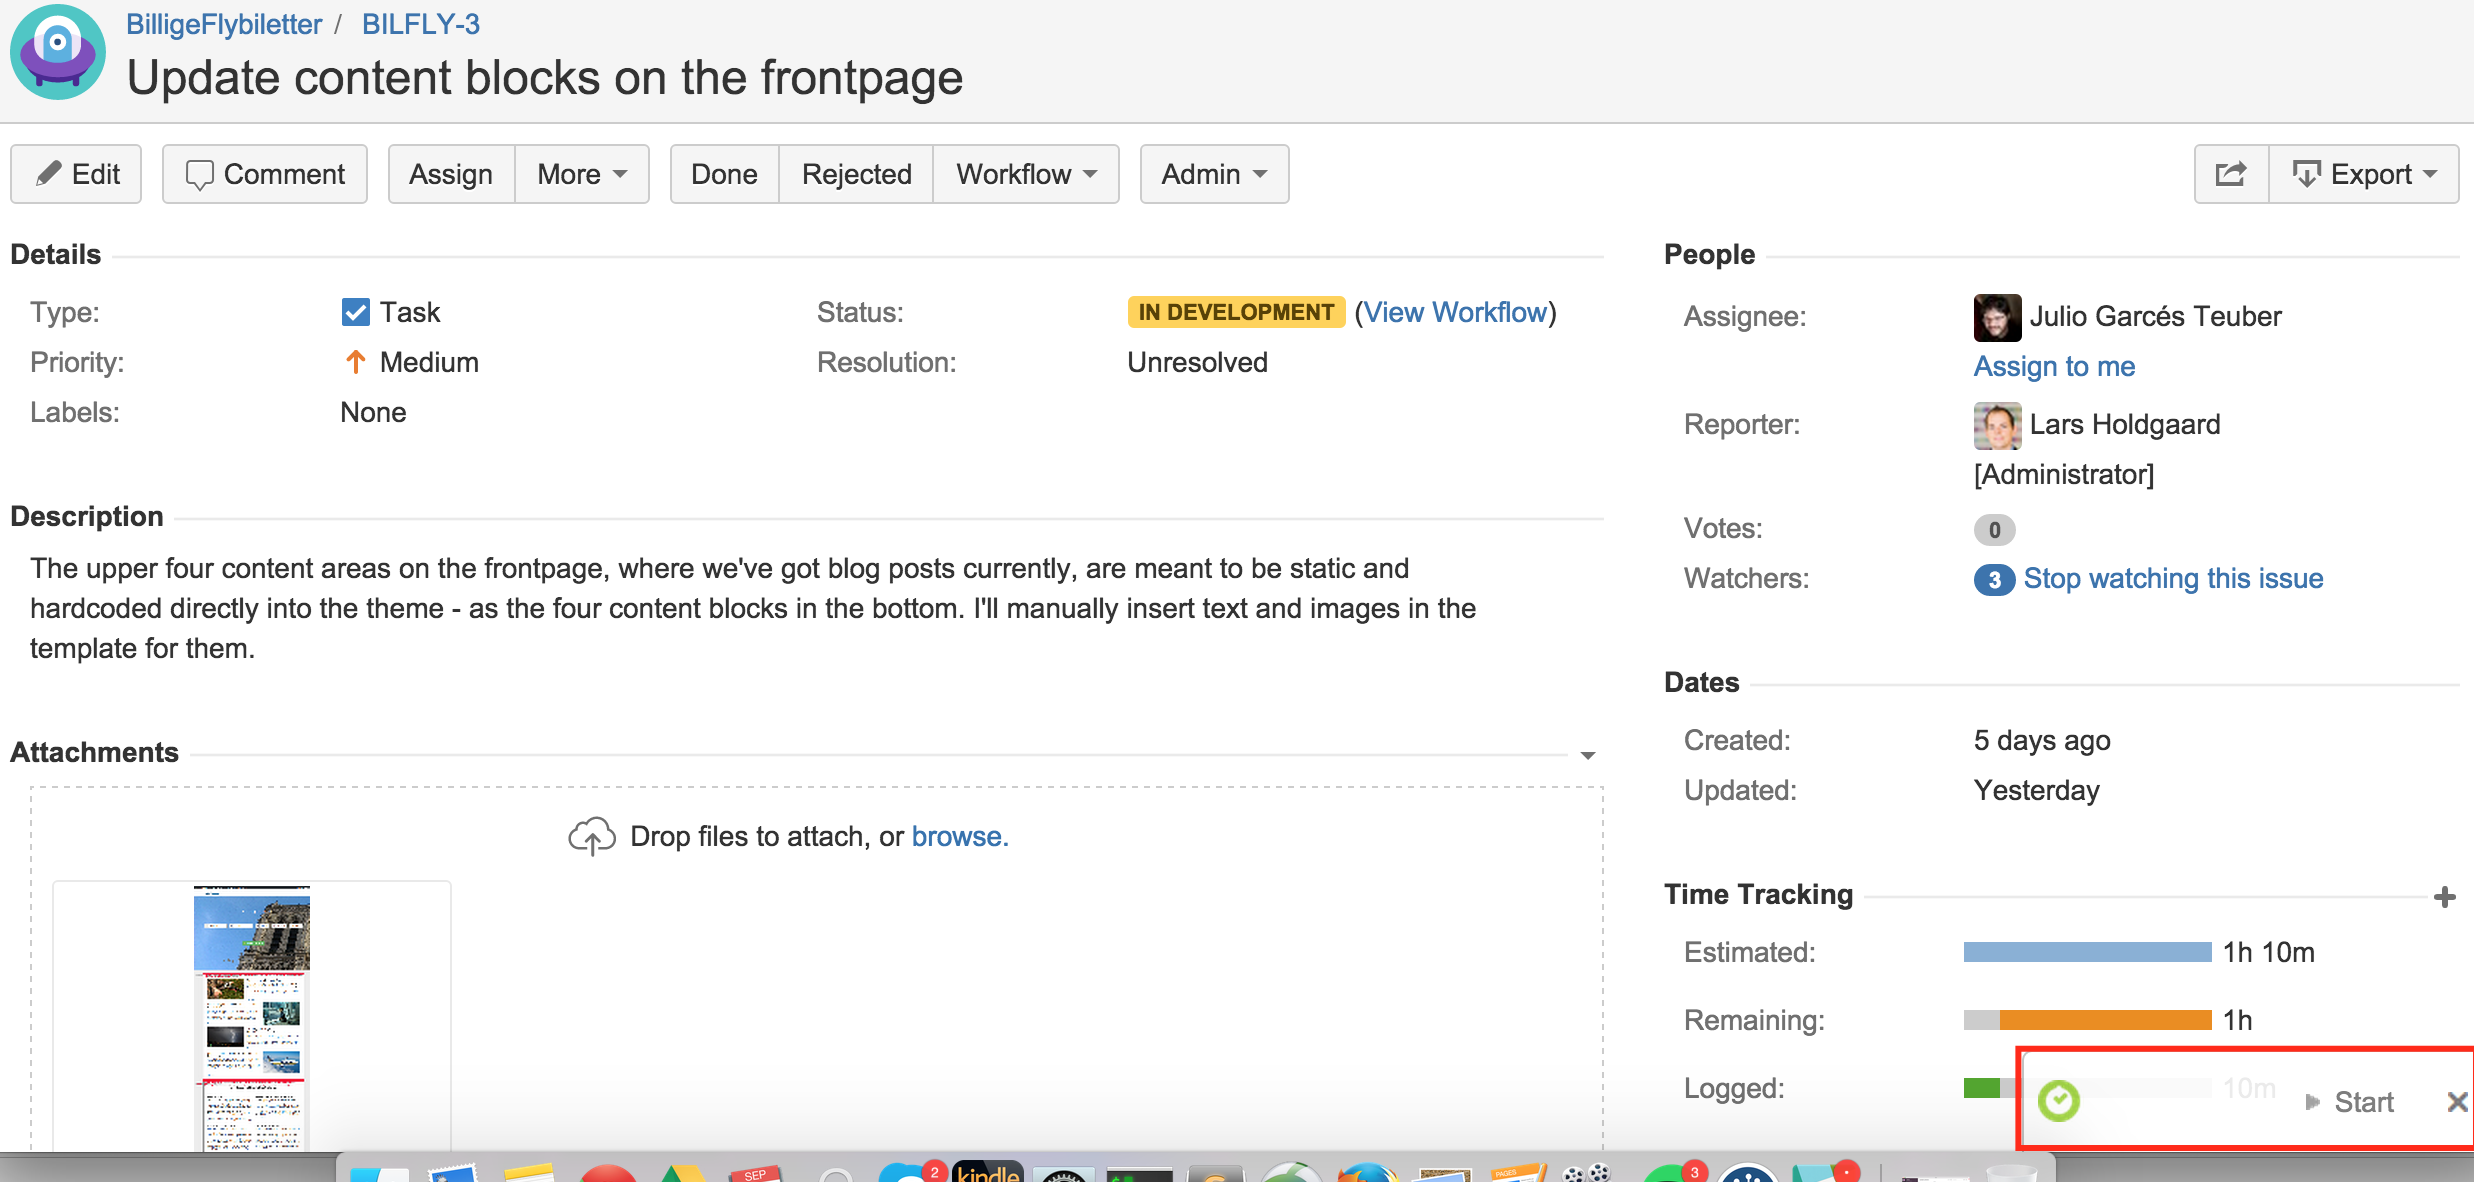 BilligeFlybiletter / BILFLY-3
Update content blocks on the frontpage
Edit Comment Assign More Done Rejected Workflow Admin Export
Details
Type: Task Status: IN DEVELOPMENT (View Workflow)
Priority: Medium Resolution: Unresolved
Labels: None
Description
The upper four content areas on the frontpage, where we've got blog posts currently, are meant to be static and
hardcoded directly into the theme - as the four content blocks in the bottom. I'll manually insert text and images in the
template for them.
Attachments
Drop files to attach, or browse.
People
Assignee: Julio Garcés Teuber
Assign to me
Reporter: Lars Holdgaard
[Administrator]
Votes: 0
Watchers: 3 Stop watching this issue
Dates
Created: 5 days ago
Updated: Yesterday
Time Tracking
Estimated: 1h 10m
Remaining: 1h
Logged: 10m
Start
SEP 2 kindle PAGES 3